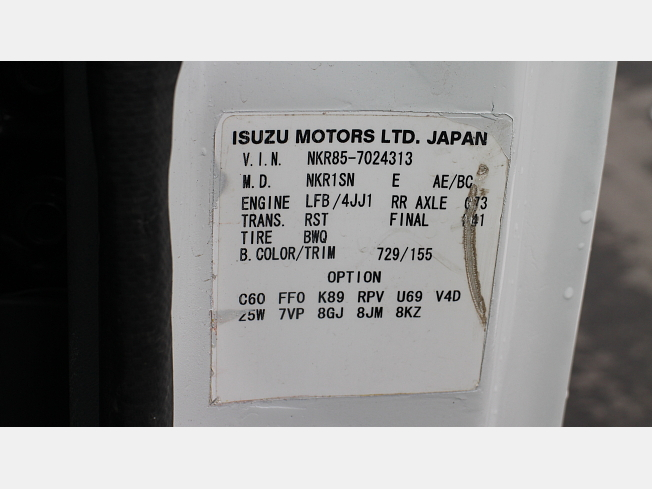 ISUZU MOTORS LTD. JAPAN
V.I.N. NKR85-7024313
M.D. NKR1SN E AE/BC
ENGINE LFB/4JJ1 RR AXLE
TRANS. RST FINAL
TIRE BWQ
B.COLOR/TRIM 729/155
OPTION
C60 FF0 K89 RPV U69 V4D
25W 7VP 8GJ 8JM 8KZ